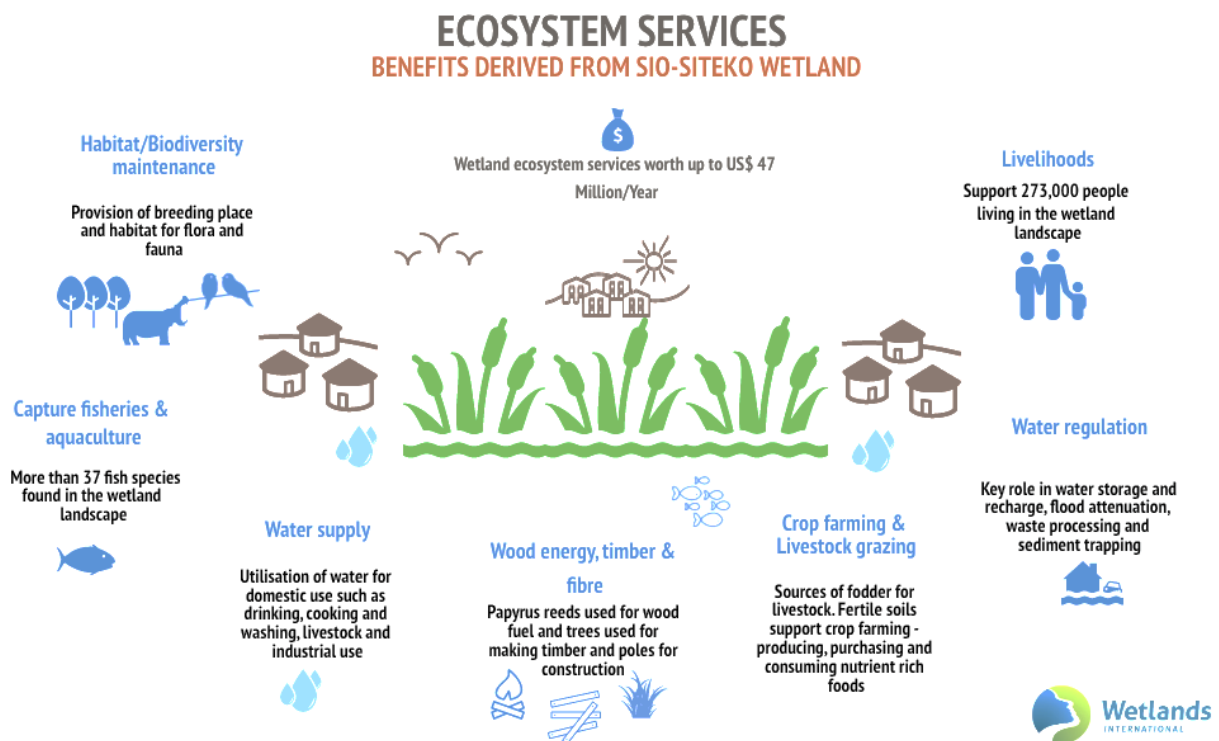 ECOSYSTEM SERVICES
BENEFITS DERIVED FROM SIO-SITEKO WETLAND
$
Wetland ecosystem services worth up to US$ 47
Million/Year
Habitat/Biodiversity
maintenance
Provision of breeding place
and habitat for flora and
fauna
Livelihoods
Support 273,000 people
living in the wetland
landscape
Capture fisheries &
aquaculture
More than 37 fish species
found in the wetland
landscape
Water regulation
Key role in water storage and
recharge, flood attenuation,
waste processing and
sediment trapping
Water supply
Utilisation of water for
domestic use such as
drinking, cooking and
washing, livestock and
industrial use
Wood energy, timber &
fibre
Papyrus reeds used for wood
fuel and trees used for
making timber and poles for
construction
Crop farming &
Livestock grazing
Sources of fodder for
livestock. Fertile soils
support crop farming -
producing, purchasing and
consuming nutrient rich
foods
Wetlands
INTERNATIONAL